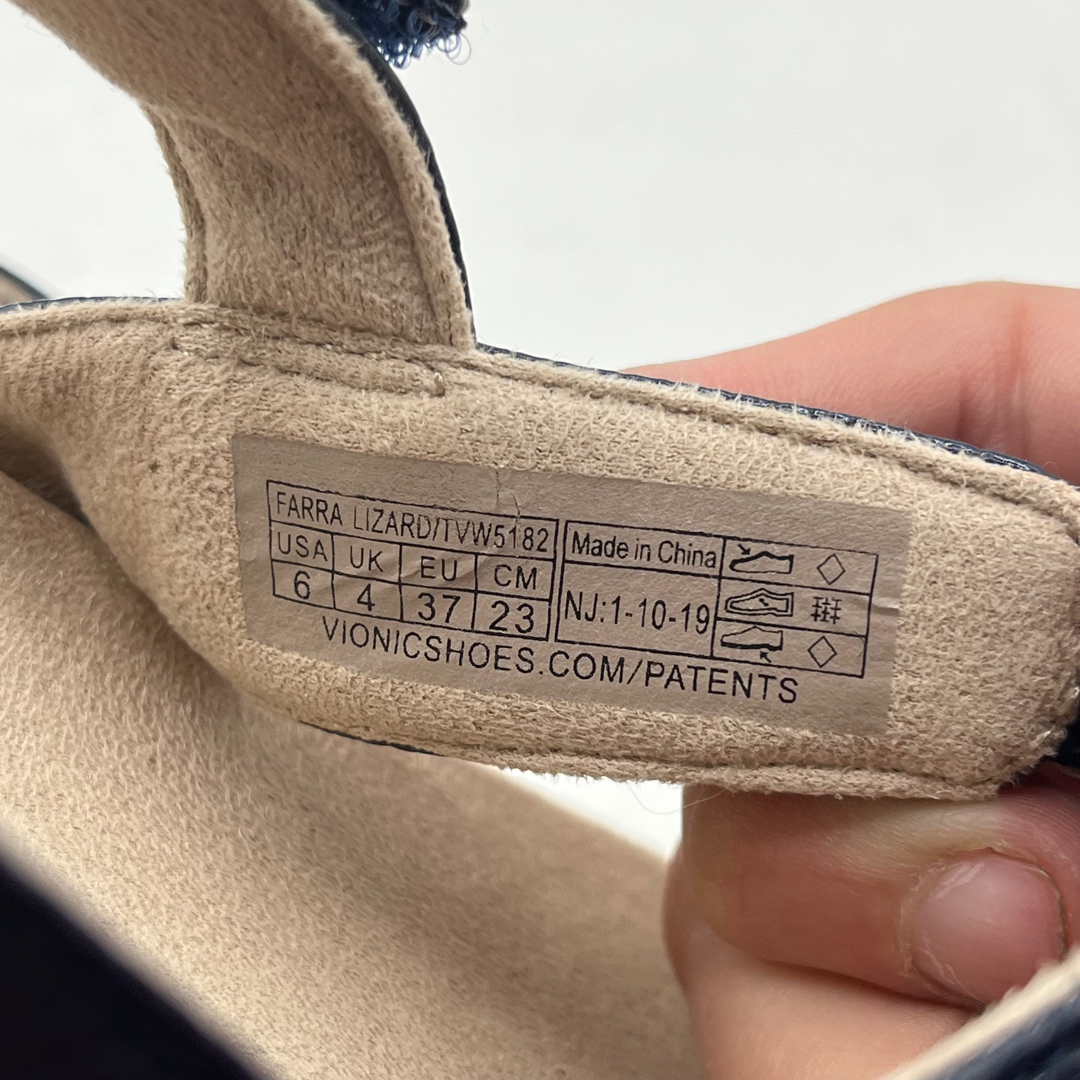 FARRA LIZARD/TVW5182
USA UK EU CM
6 4 37 23
Made in China
NJ:1-10-19
VIONICSHOES.COM/PATENTS